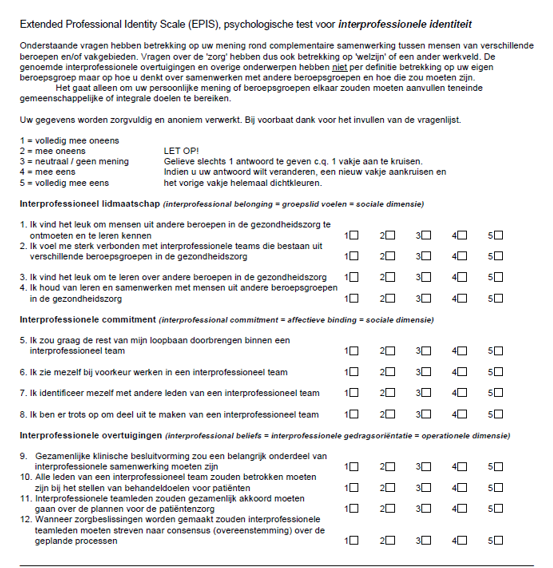 Extended Professional Identity Scale (EPIS), psychologische test voor interprofessionele identiteit
Onderstaande vragen hebben betrekking op uw mening rond complementaire samenwerking tussen mensen van verschillende
beroepen en/of vakgebieden. Vragen over de 'zorg' hebben dus ook betrekking op 'welzijn' of een ander werkveld. De
genoemde interprofessionele overtuigingen en overige onderwerpen hebben niet per definitie betrekking op uw eigen
beroepsgroep maar op hoe u denkt over samenwerken met andere beroepsgroepen en hoe die zou moeten zijn.
Het gaat alleen om uw persoonlijke mening of beroepsgroepen elkaar zouden moeten aanvullen teneinde
gemeenschappelijke of integrale doelen te bereiken.
Uw gegevens worden zorgvuldig en anoniem verwerkt. Bij voorbaat dank voor het invullen van de vragenlijst.
1 = volledig mee oneens
2 = mee oneens LET OP!
3 = neutraal / geen mening Gelieve slechts 1 antwoord te geven c.q. 1 vakje aan te kruisen.
4 = mee eens Indien u uw antwoord wilt veranderen, een nieuw vakje aankruisen en
5 = volledig mee eens het vorige vakje helemaal dichtkleuren.
Interprofessioneel lidmaatschap (interprofessional belonging = groepslid voelen = sociale dimensie)
1. Ik vind het leuk om mensen uit andere beroepen in de gezondheidszorg te
ontmoeten en te leren kennen 1 2 3 4 5
2. Ik voel me sterk verbonden met interprofessionele teams die bestaan uit
verschillende beroepsgroepen in de gezondheidszorg 1 2 3 4 5
3. Ik vind het leuk om te leren over andere beroepen in de gezondheidszorg 1 2 3 4 5
4. Ik houd van leren en samenwerken met mensen uit andere beroepsgroepen
in de gezondheidszorg 1 2 3 4 5
Interprofessionele commitment (interprofessional commitment = affectieve binding = sociale dimensie)
5. Ik zou graag de rest van mijn loopbaan doorbrengen binnen een
interprofessioneel team 1 2 3 4 5
6. Ik zie mezelf bij voorkeur werken in een interprofessioneel team 1 2 3 4 5
7. Ik identificeer mezelf met andere leden van een interprofessioneel team 1 2 3 4 5
8. Ik ben er trots op om deel uit te maken van een interprofessioneel team 1 2 3 4 5
Interprofessionele overtuigingen (interprofessional beliefs = interprofessionele gedragsoriëntatie = operationele dimensie)
9. Gezamenlijke klinische besluitvorming zou een belangrijk onderdeel van
interprofessionele samenwerking moeten zijn 1 2 3 4 5
10. Alle leden van een interprofessioneel team zouden betrokken moeten
zijn bij het stellen van behandeldoelen voor patiënten 1 2 3 4 5
11. Interprofessionele teamleden zouden gezamenlijk akkoord moeten
gaan over de plannen voor de patiëntenzorg 1 2 3 4 5
12. Wanneer zorgbeslissingen worden gemaakt zouden interprofessionele
teamleden moeten streven naar consensus (overeenstemming) over de
geplande processen 1 2 3 4 5